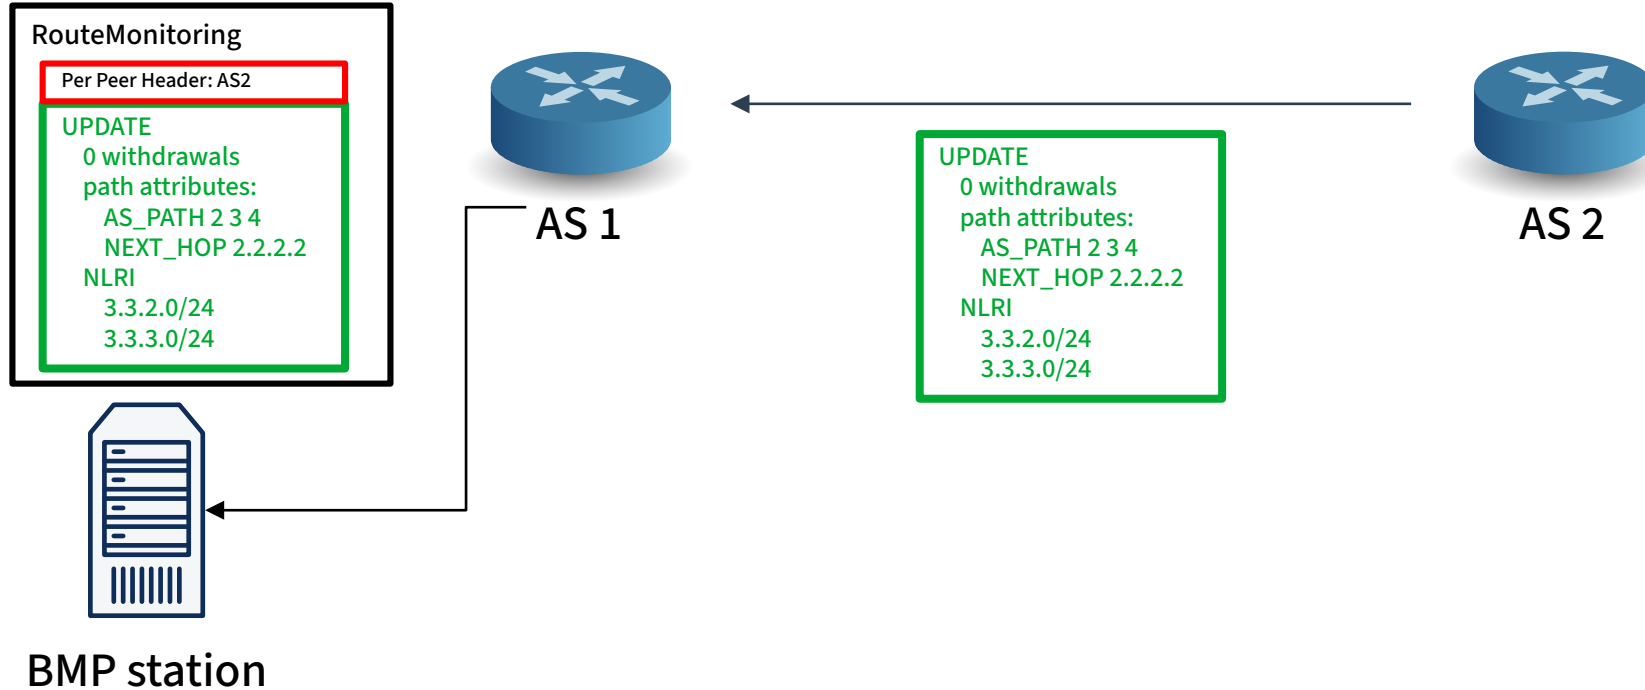 RouteMonitoring
Per Peer Header: AS2
UPDATE
0 withdrawals
path attributes:
AS_PATH 2 3 4
NEXT_HOP 2.2.2.2
NLRI
3.3.2.0/24
3.3.3.0/24
BMP station
AS 1
UPDATE
0 withdrawals
path attributes:
AS_PATH 2 3 4
NEXT_HOP 2.2.2.2
NLRI
3.3.2.0/24
3.3.3.0/24
AS 2